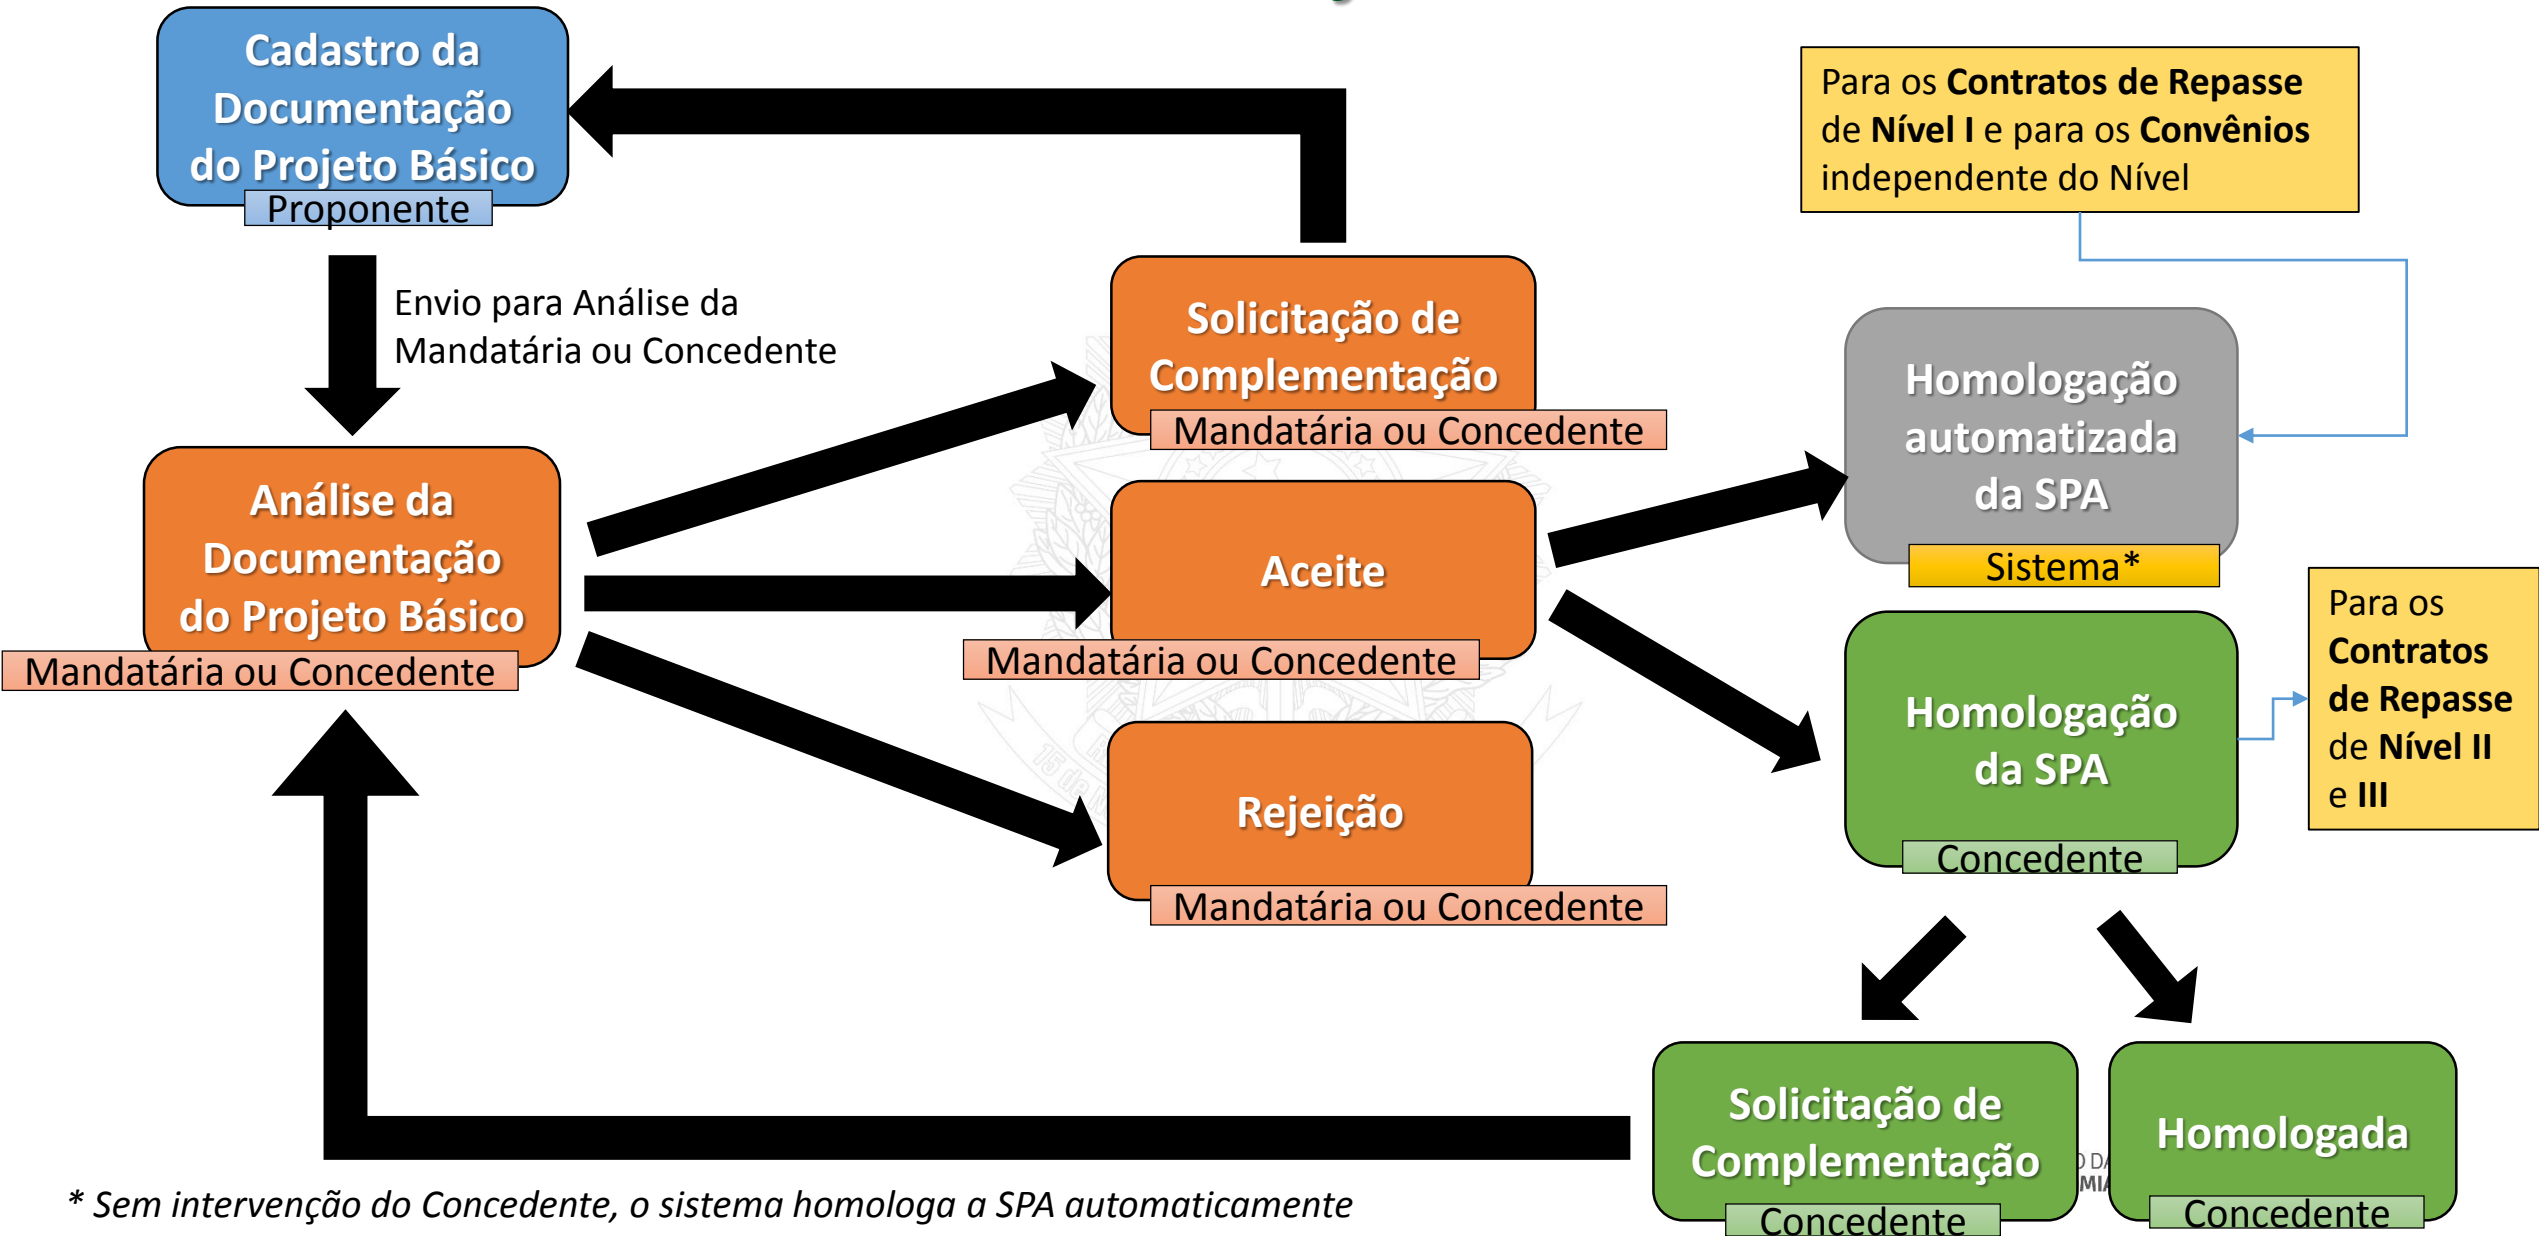 Cadastro da
Documentação
do Projeto Básico
Proponente
Para os Contratos de Repasse
de Nível I e para os Convênios
independente do Nível
Envio para Análise da
Mandatária ou Concedente
Solicitação de
Complementação
Mandatária ou Concedente
Homologação
automatizada
da SPA
Sistema*
Análise da
Documentação
do Projeto Básico
Mandatária ou Concedente
Aceite
Mandatária ou Concedente
Para os
Contratos
de Repasse
de Nível II
e III
Homologação
da SPA
Concedente
Rejeição
Mandatária ou Concedente
Solicitação de
Complementação
Concedente
Homologada
Concedente
* Sem intervenção do Concedente, o sistema homologa a SPA automaticamente